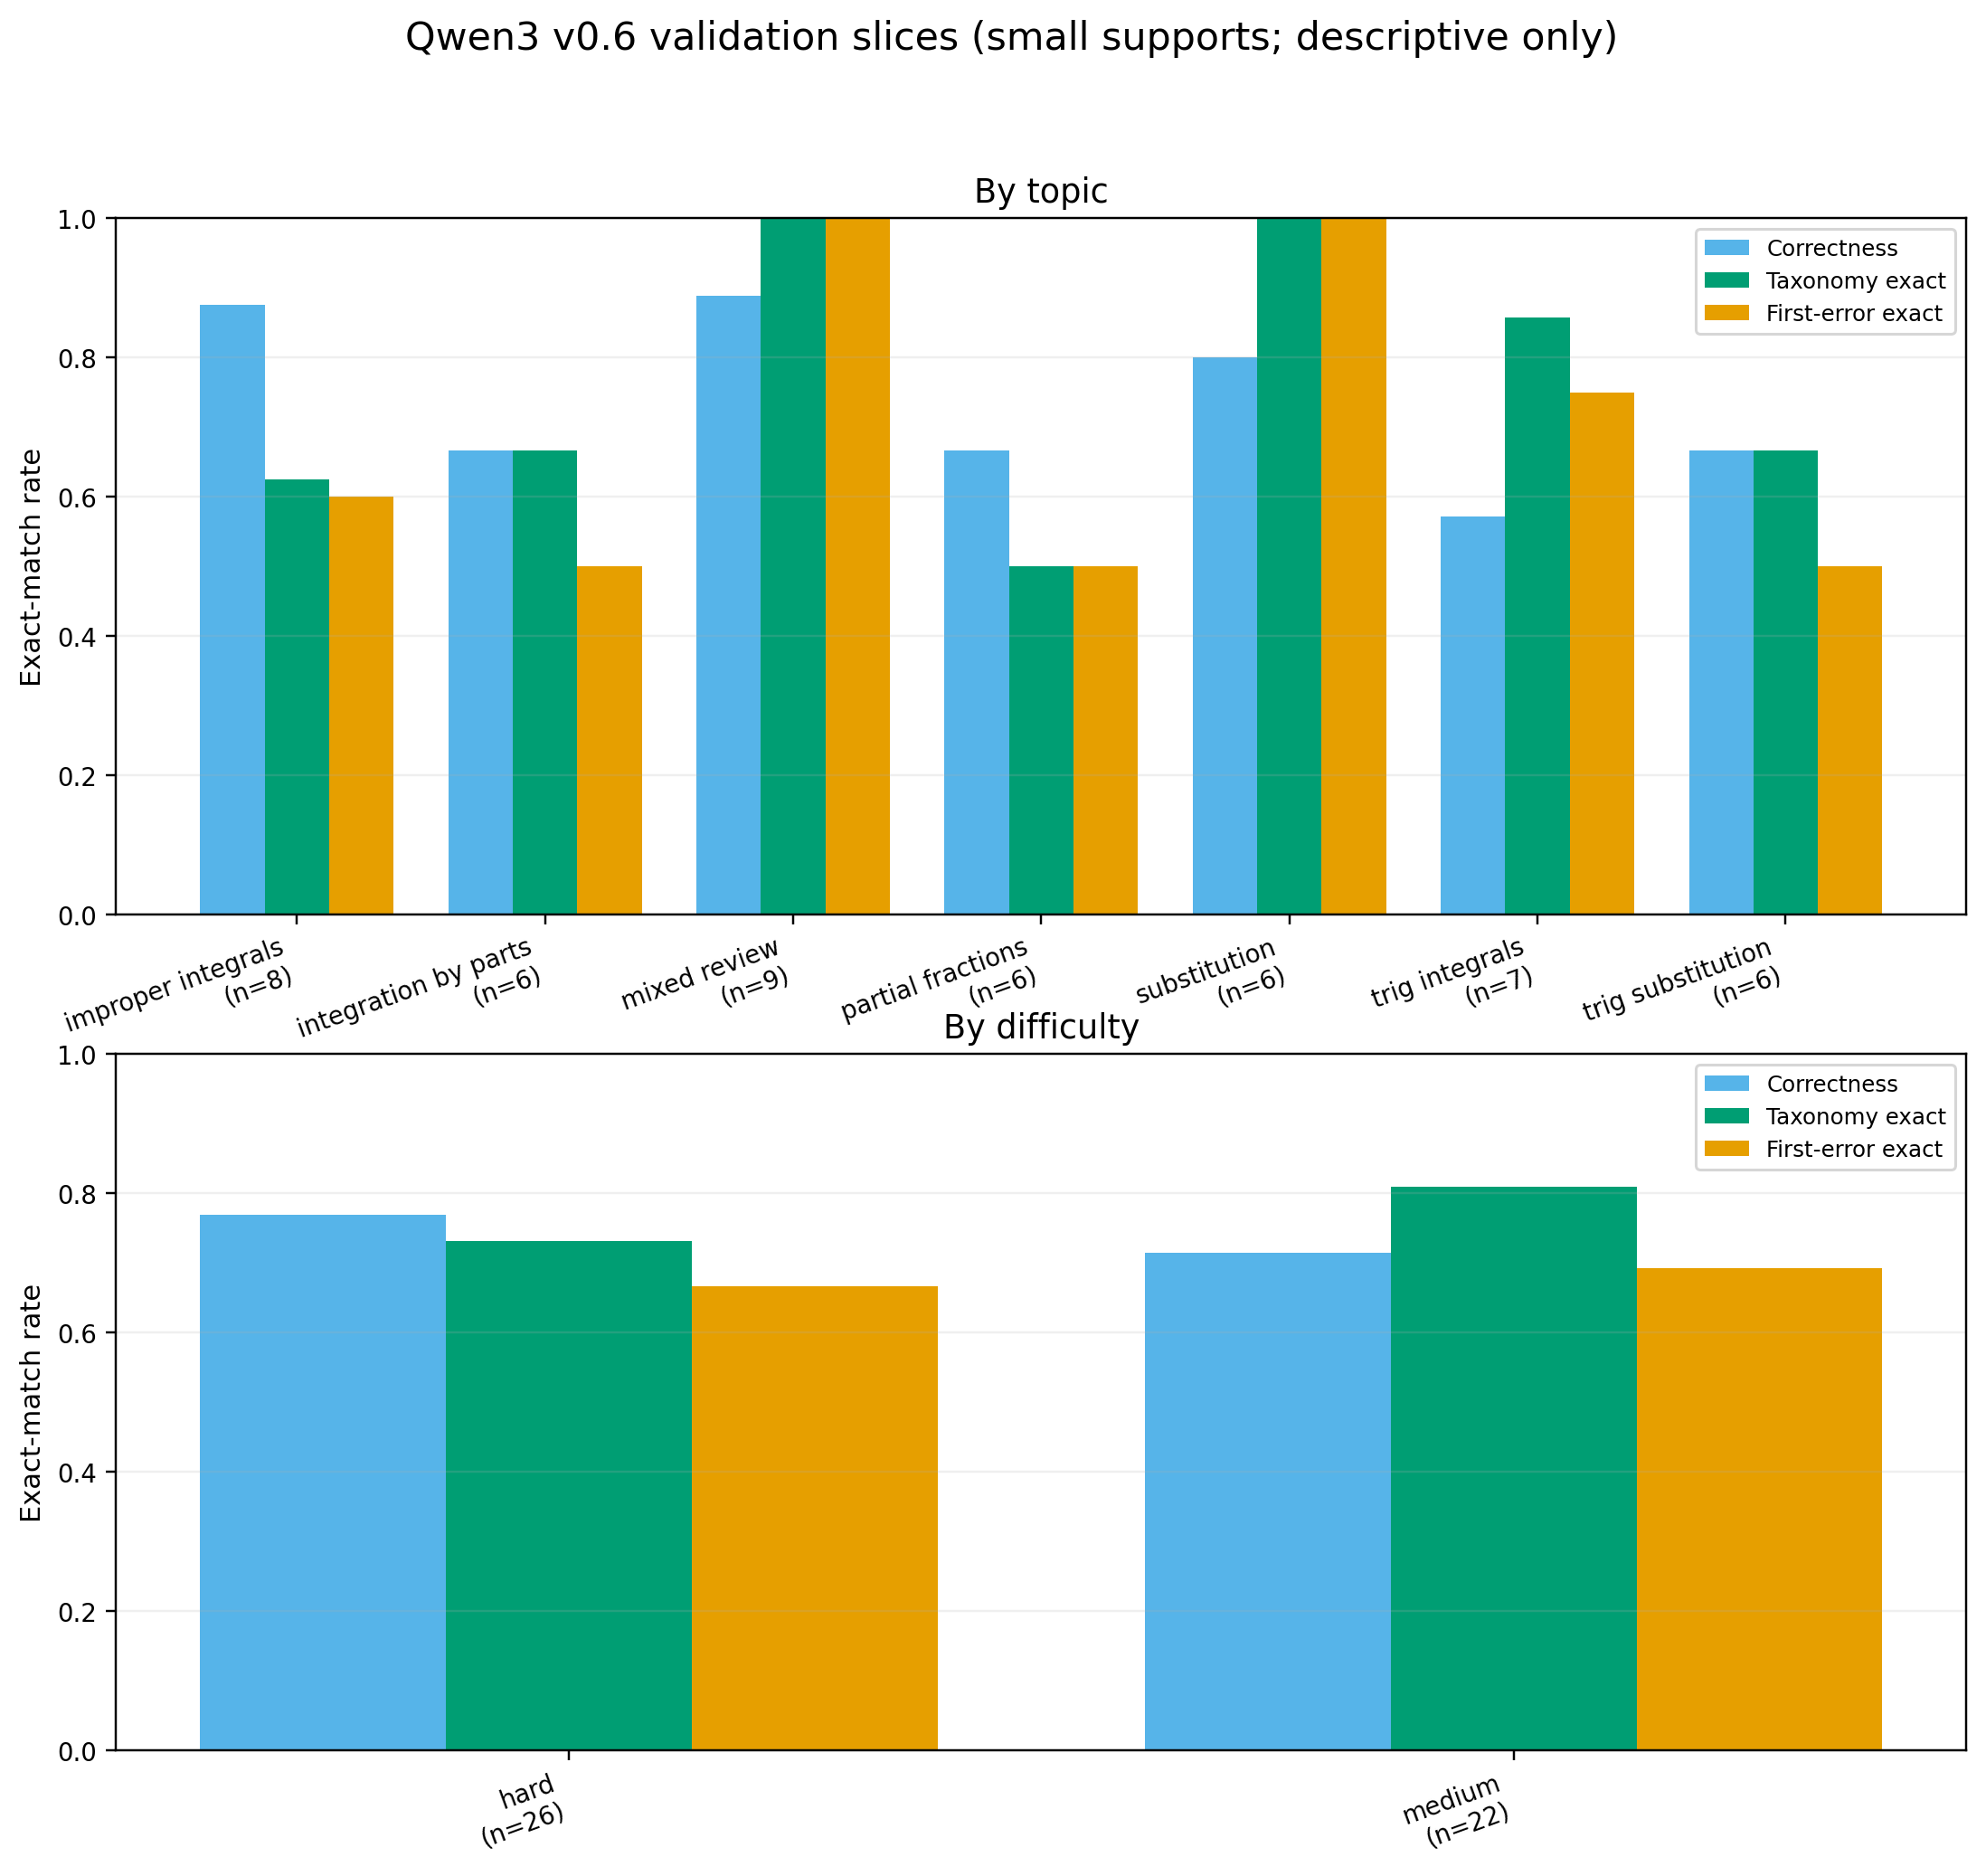 Qwen3 v0.6 validation slices (small supports; descriptive only)
By topic
Exact-match rate
1.0
0.8
0.6
0.4
0.2
0.0
Correctness
Taxonomy exact
First-error exact
improper integrals
(n=8)
integration by parts
(n=6)
mixed review
(n=9)
partial fractions
(n=6)
substitution
(n=6)
trig integrals
(n=7)
trig substitution
(n=6)
By difficulty
Exact-match rate
1.0
0.8
0.6
0.4
0.2
0.0
Correctness
Taxonomy exact
First-error exact
hard
(n=26)
medium
(n=22)